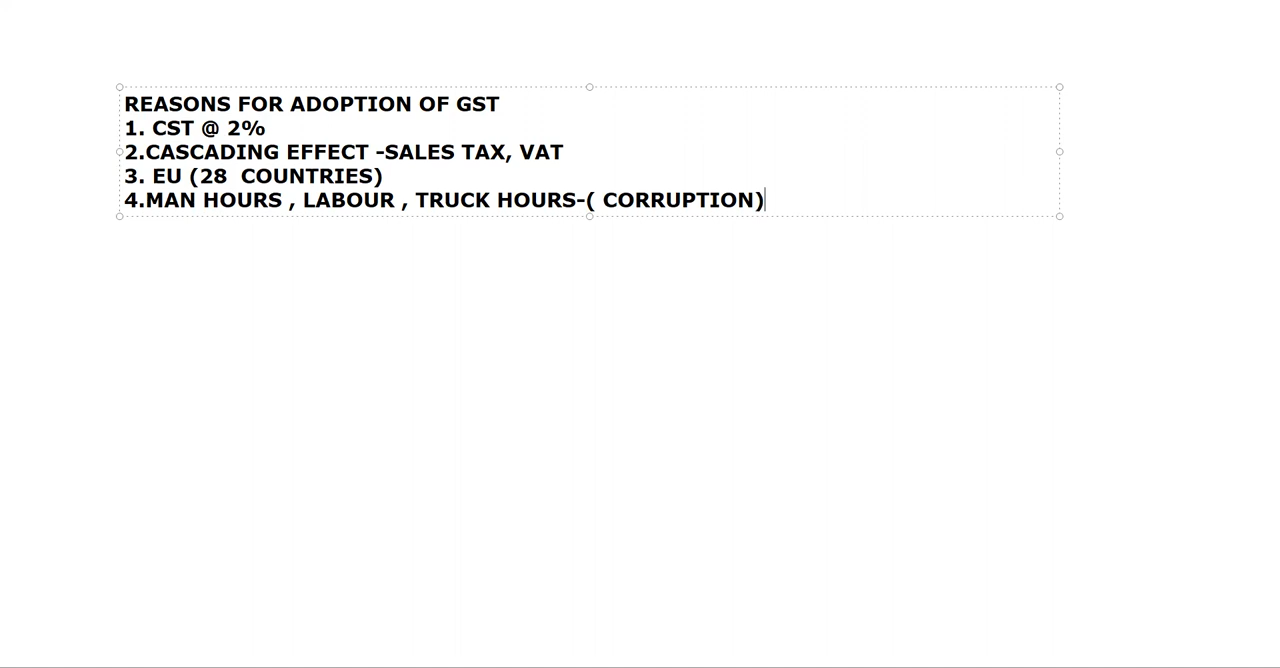 REASONS FOR ADOPTION OF GST
1. CST @ 2%
2.CASCADING EFFECT -SALES TAX, VAT
3. EU (28  COUNTRIES)
4.MAN HOURS , LABOUR , TRUCK HOURS-( CORRUPTION)